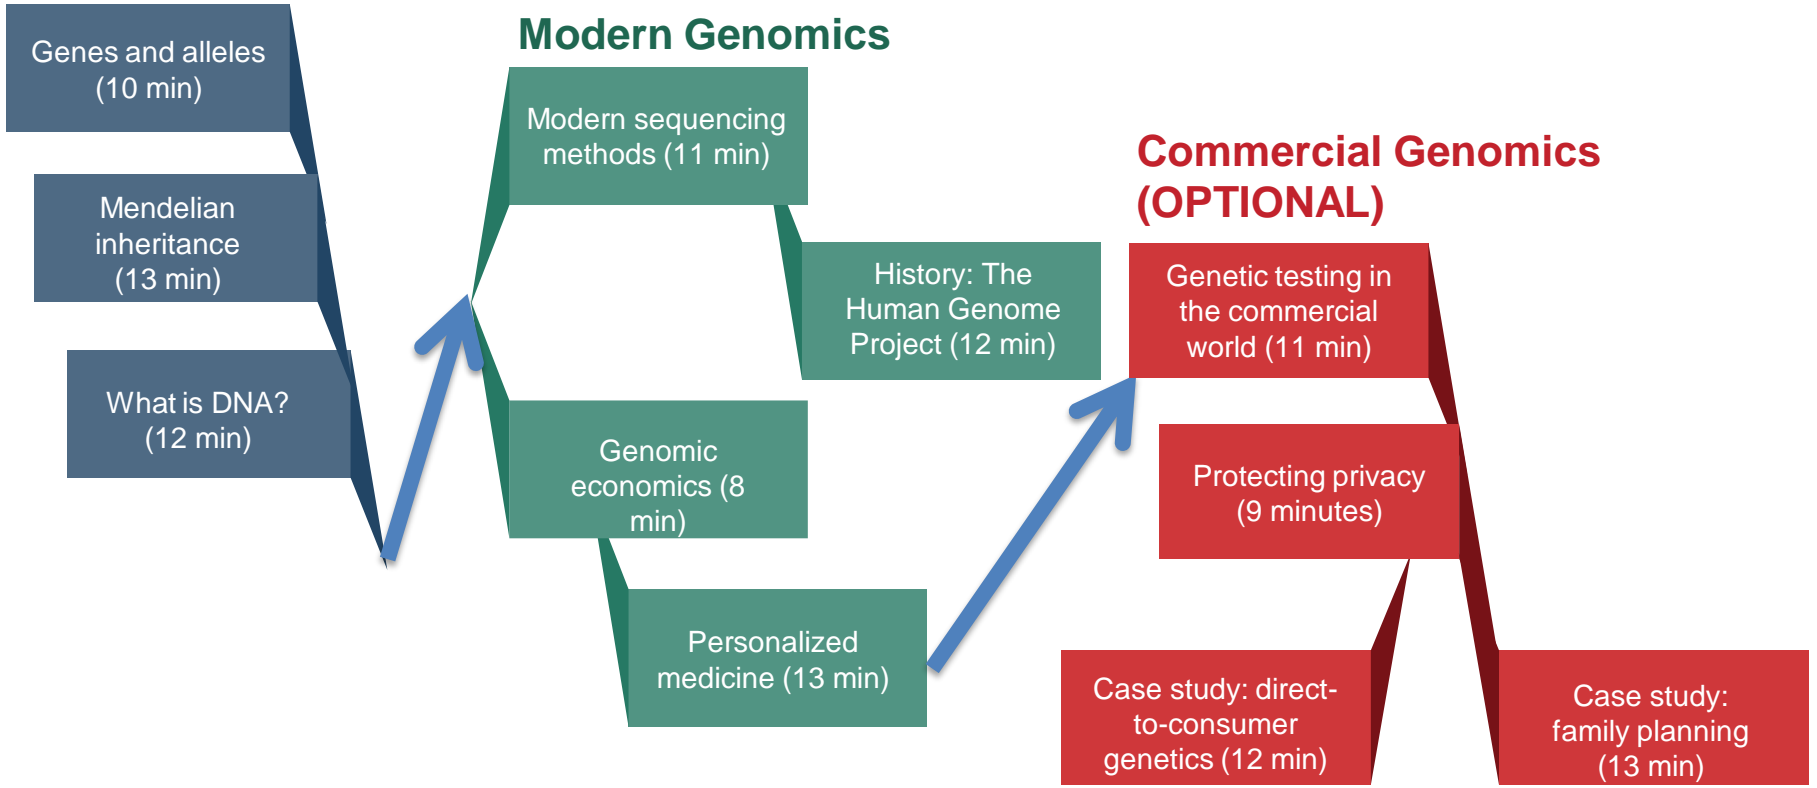 Genes and alleles
(10 min)
Mendelian
inheritance
(13 min)
What is DNA?
(12 min)
Modern Genomics
Modern sequencing
methods (11 min)
History: The
Human Genome
Project (12 min)
Genomic
economics (8
min)
Personalized
medicine (13 min)
Commercial Genomics
(OPTIONAL)
Genetic testing in
the commercial
world (11 min)
Protecting privacy
(9 minutes)
Case study: direct-
to-consumer
genetics (12 min)
Case study:
family planning
(13 min)